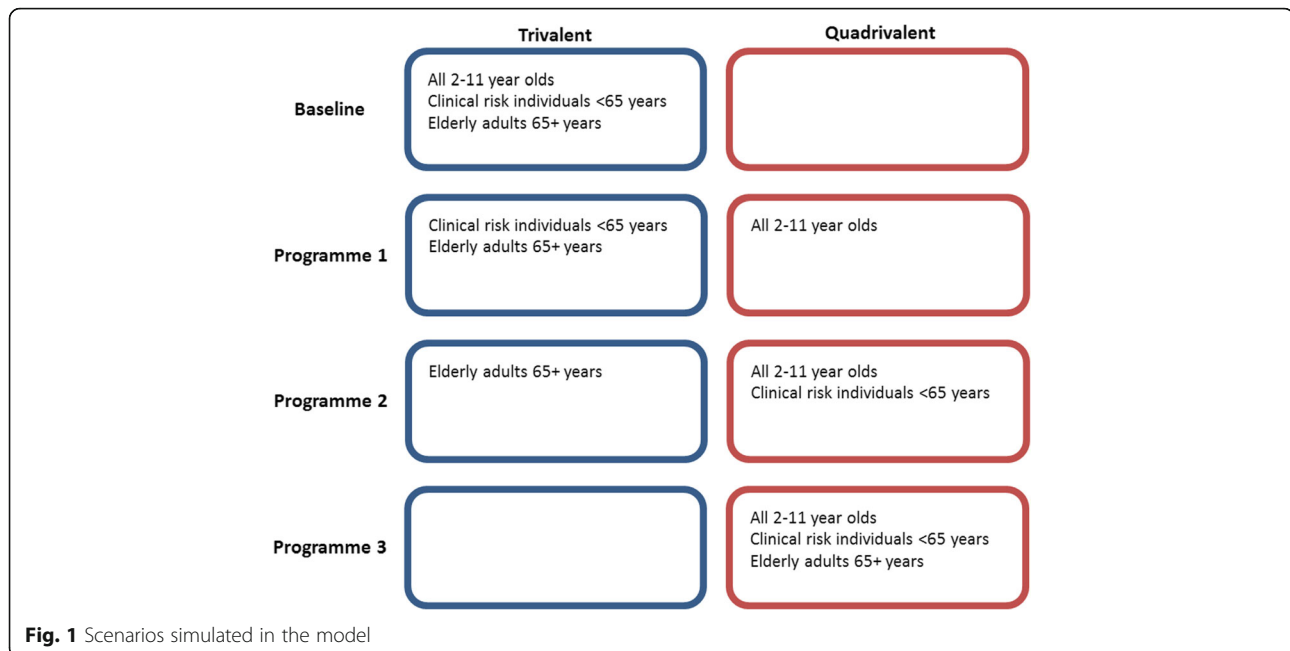 Trivalent
Quadrivalent
Baseline
All 2-11 year olds
Clinical risk individuals <65 years
Elderly adults 65+ years
Programme 1
Clinical risk individuals <65 years
Elderly adults 65+ years
All 2-11 year olds
Programme 2
Elderly adults 65+ years
All 2-11 year olds
Clinical risk individuals <65 years
Programme 3
All 2-11 year olds
Clinical risk individuals <65 years
Elderly adults 65+ years
Fig. 1 Scenarios simulated in the model